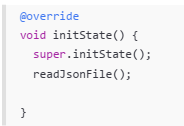 @override
void initState() {
  super.initState();
  readJsonFile();

}